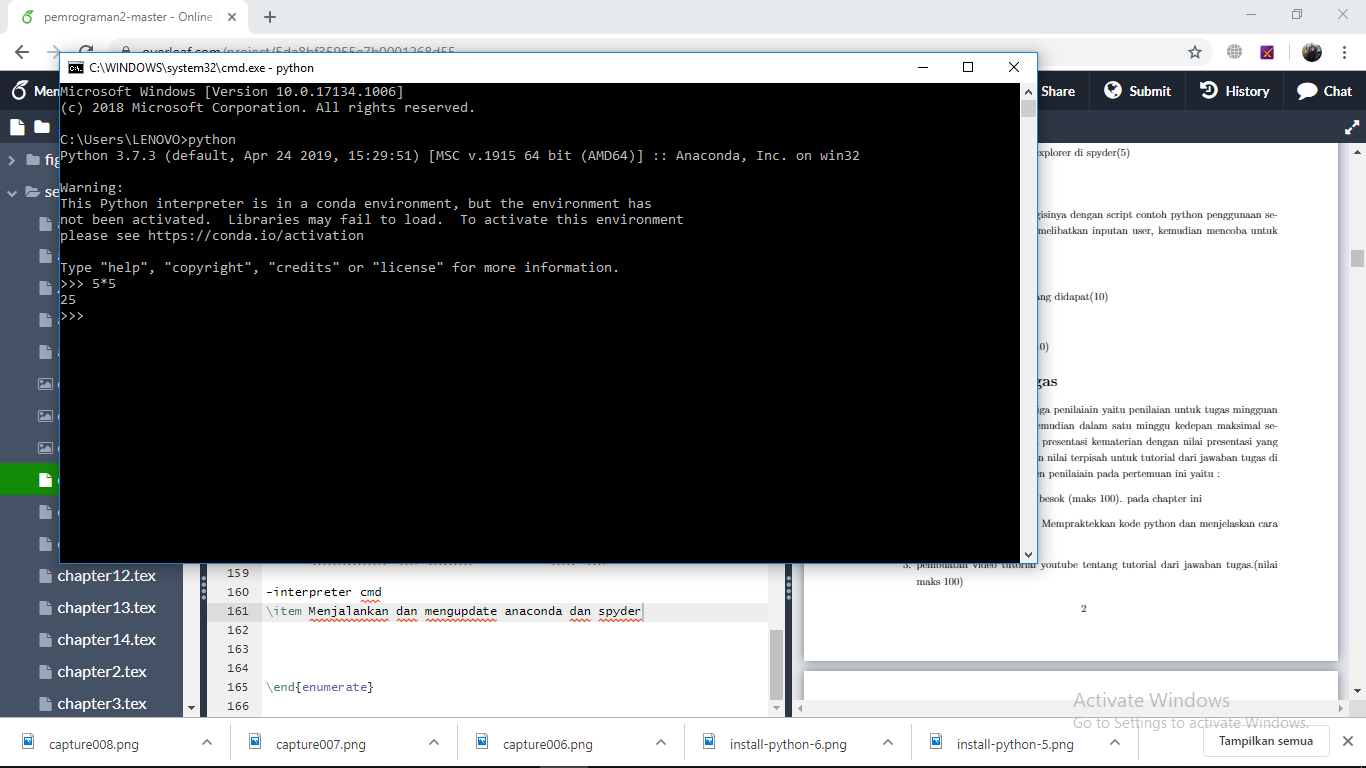 pemrograman2-master - Online
overleaf.com/project/
C:\WINDOWS\system32\cmd.exe - python
Share
Submit
History
Chat
Microsoft Windows [Version 10.0.17134.1006]
(c) 2018 Microsoft Corporation. All rights reserved.
C:\Users\LENOVO>python
Python 3.7.3 (default, Apr 24 2019, 15:29:51) [MSC v.1915 64 bit (AMD64)] :: Anaconda, Inc. on win32
Warning:
This Python interpreter is in a conda environment, but the environment has
not been activated.  Libraries may fail to load.  To activate this environment
please see https://conda.io/activation
Type "help", "copyright", "credits" or "license" for more information.
>>> 5*5
25
>>>
chapter12.tex
chapter13.tex
chapter14.tex
chapter2.tex
chapter3.tex
159
160 -interpreter cmd
161 \item Menjalankan dan mengupdate anaconda dan spyder
162
163
164
165 \end{enumerate}
166
xplorer di spyder(5)
gisinya dengan script contoh python penggunaan se-
melibatkan inputan user, kemudian mencoba untuk
ang didapat(10)
0)
gas
iga penilaiain yaitu penilaian untuk tugas mingguan
emudian dalam satu minggu kedepan maksimal se-
presentasi kematerian dengan nilai presentasi yang
n nilai terpisah untuk tutorial dari jawaban tugas di
en penilaiain pada pertemuan ini yaitu :
besok (maks 100). pada chapter ini
Mempraktekkan kode python dan menjelaskan cara
3. pembuatan video tutorial youtube tentang tutorial dari jawaban tugas.(nilai
maks 100)
2
Activate Windows
Go to Settings to activate Windows.
capture008.png
capture007.png
capture006.png
install-python-6.png
install-python-5.png
Tampilkan semua